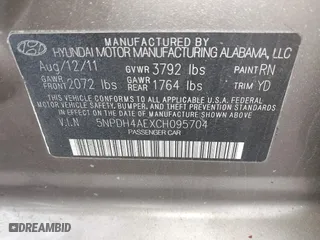 MANUFACTURED BY
HYUNDAI MOTOR MANUFACTURING ALABAMA, LLC
Aug/12/11 GVWR 3792 lbs PAINT RN
GAWR FRONT 2072 lbs GAWR REAR 1764 lbs TRIM YD
THIS VEHICLE CONFORMS TO ALL APPLICABLE U.S. FEDERAL MOTOR
VEHICLE SAFETY, BUMPER, AND THEFT PREVENTION STANDARDS
IN EFFECT ON THE DATE OF MANUFACTURE SHOWN ABOVE.
V.I.N 5NPDH4AEXCH095704
PASSENGER CAR
DCARFAX